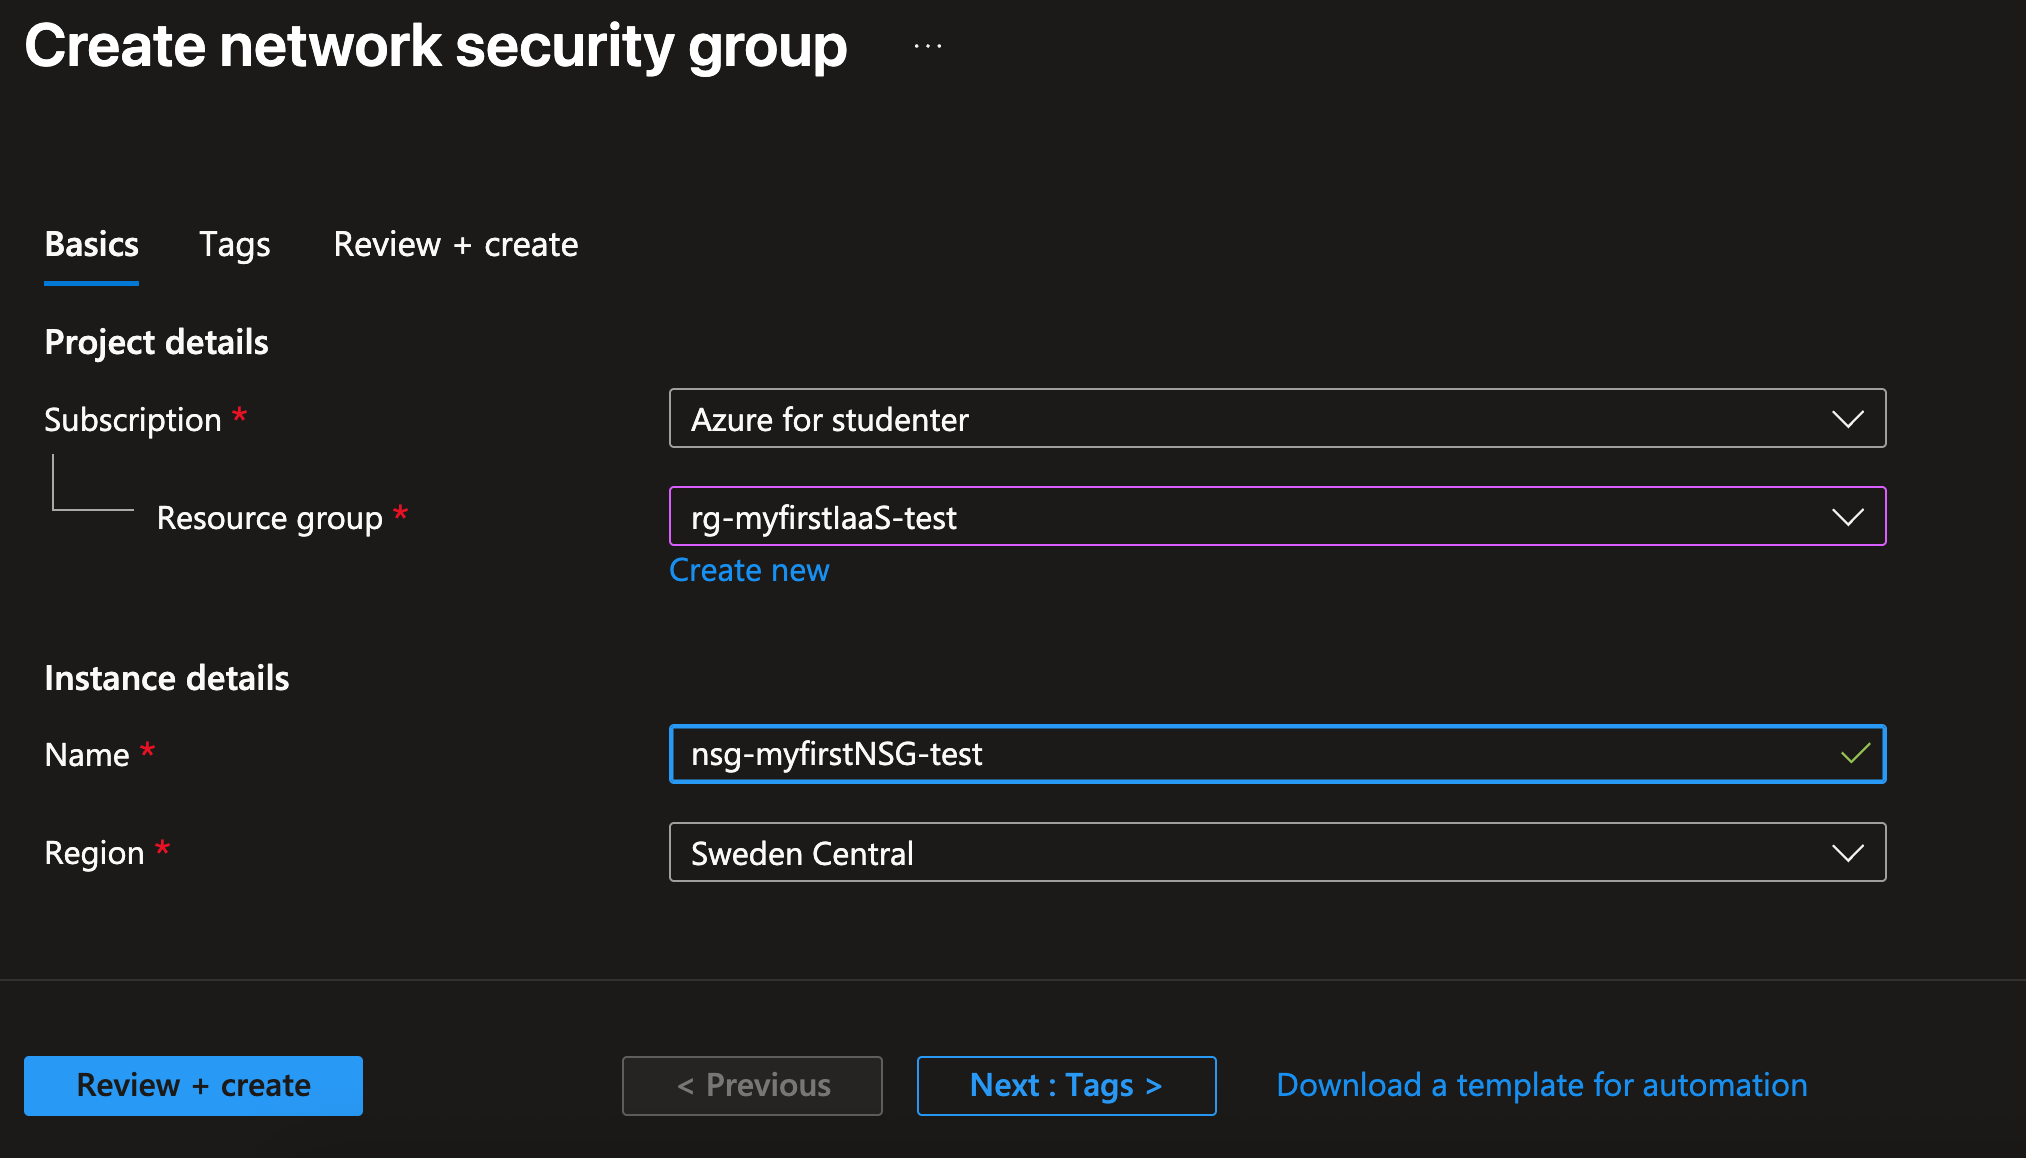 Create network security group ...
Basics Tags Review + create
Project details
Subscription * Azure for studenter
Resource group * rg-myfirstIaaS-test
Create new
Instance details
Name * nsg-myfirstNSG-test
Region * Sweden Central
Review + create < Previous Next : Tags > Download a template for automation